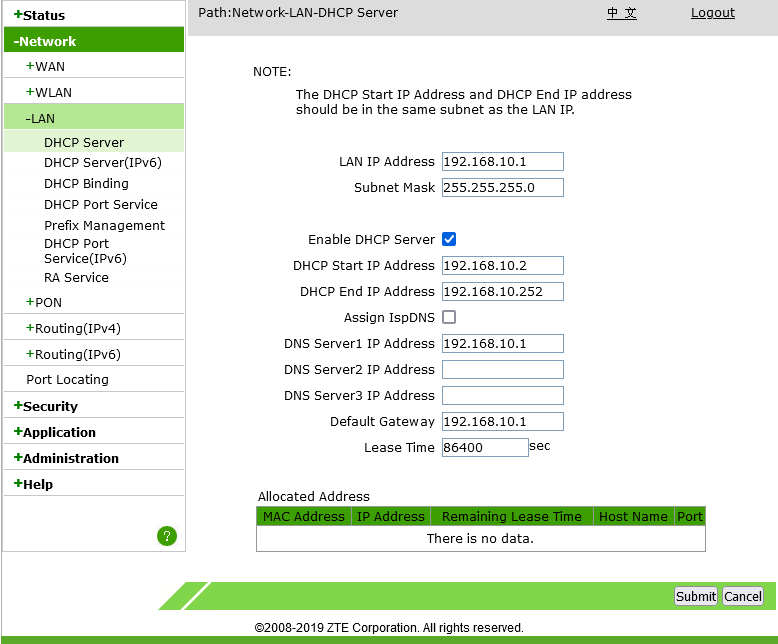 +Status
-Network
+WAN
+WLAN
-LAN
DHCP Server
DHCP Server(IPv6)
DHCP Binding
DHCP Port Service
Prefix Management
DHCP Port
Service(IPv6)
RA Service
+PON
+Routing(IPv4)
+Routing(IPv6)
Port Locating
+Security
+Application
+Administration
+Help
?
Path:Network-LAN-DHCP Server 中 文 Logout
NOTE:
The DHCP Start IP Address and DHCP End IP address
should be in the same subnet as the LAN IP.
LAN IP Address 192.168.10.1
Subnet Mask 255.255.255.0
Enable DHCP Server
DHCP Start IP Address 192.168.10.2
DHCP End IP Address 192.168.10.252
Assign IspDNS
DNS Server1 IP Address 192.168.10.1
DNS Server2 IP Address
DNS Server3 IP Address
Default Gateway 192.168.10.1
Lease Time 86400 sec
Allocated Address
MAC Address IP Address Remaining Lease Time Host Name Port
There is no data.
Submit Cancel
©2008-2019 ZTE Corporation. All rights reserved.